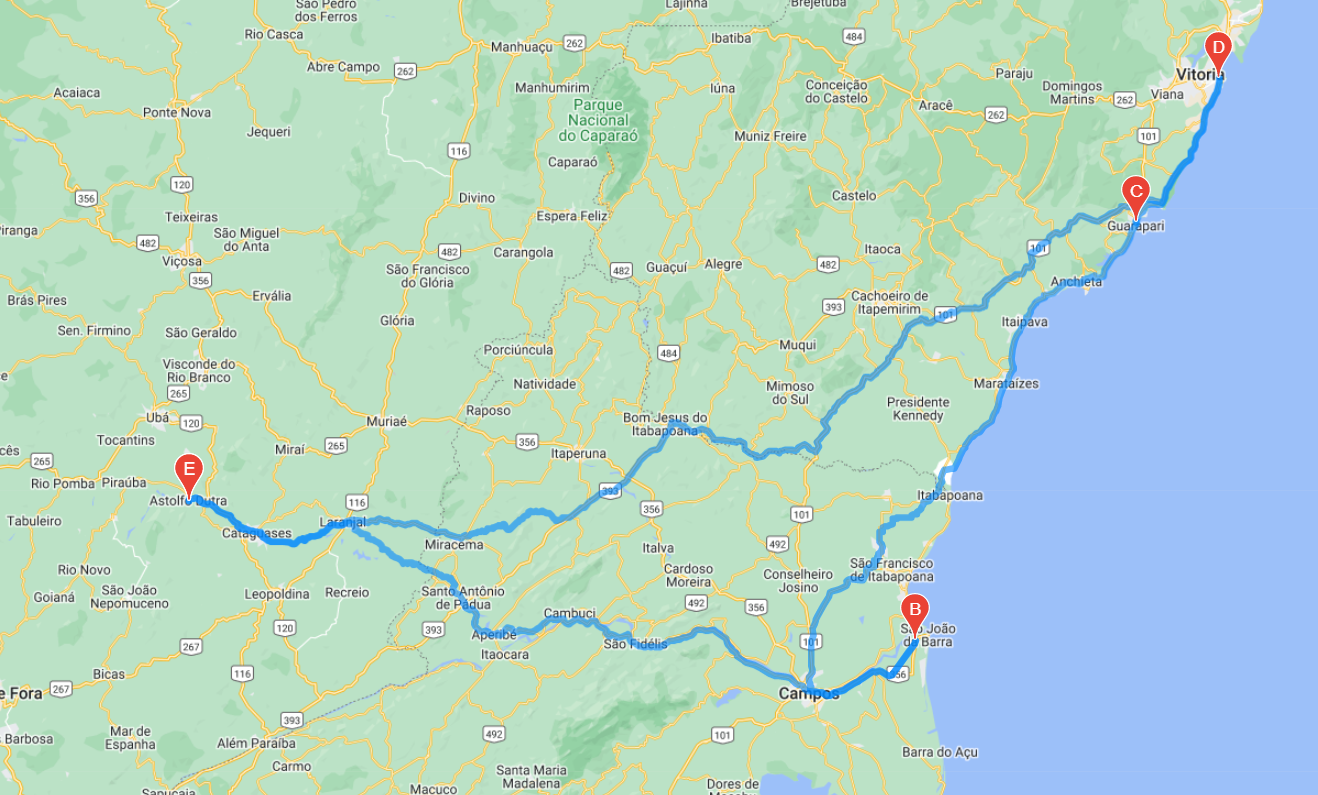 São Pedro
dos Ferros
Lajinha
Brejetuba
Rio Casca
Manhuaçu
262
Ibatiba
484
D
Abre Campo
262
Vitoria
Acaiaca
Manhumirim
Iúna
Conceição
do Castelo
Paraju
Domingos
Martins
262
Viana
Ponte Nova
Parque
Nacional
do Caparaó
Aracê
262
Jequeri
116
Muniz Freire
101
Caparaó
120
356
Divino
Castelo
C
Teixeiras
Espera Feliz
Guarapari
São Miguel
do Anta
482
Viçosa
482
Carangola
Itaoca
101
356
São Francisco
do Glória
482
Guaçuí
Alegre
482
Anchieta
Brás Pires
Ervália
393
Cachoeiro de
Itapemirim
101
Itaipava
Sen. Firmino
São Geraldo
Glória
Muqui
Porciúncula
484
Visconde do
Rio Branco
265
Natividade
Mimoso
do Sul
Marataízes
Presidente
Kennedy
Ubá
120
Muriaé
Raposo
Bom Jesus do
Itabapoana
Tocantins
Miraí
265
356
Itaperuna
265
Rio Pomba
Piraúba
E
393
Itabapoana
Astolfo Dutra
116
356
101
Tabuleiro
Laranjal
Cataguases
Miracema
Italva
492
Rio Novo
Cardoso
Moreira
Conselheiro
Josino
São Francisco
de Itabapoana
Goianá
São João
Nepomuceno
Leopoldina
Recreio
Santo Antônio
de Pádua
492
356
B
Cambuci
120
393
Aperibé
São João
da Barra
267
Itaocara
São Fidélis
101
Bicas
116
356
e Fora
267
Campos
393
Mar de
Espanha
492
101
Barbosa
Além Paraíba
Barra do Açu
Carmo
Santa Maria
Madalena
Macuco
Dores de